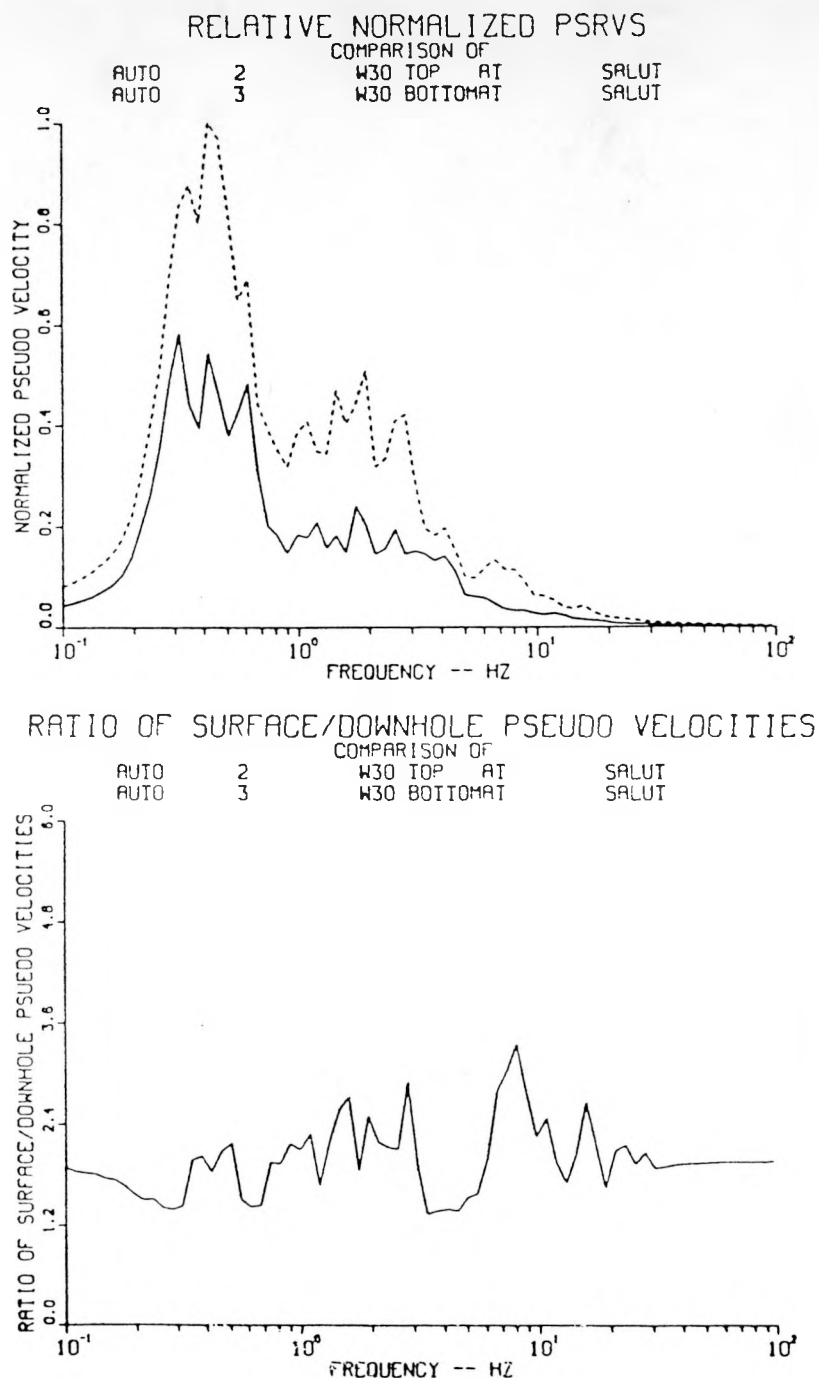 RELATIVE NORMALIZED PSRVS
COMPARISON OF
AUTO 2 W30 TOP AT SALUT
AUTO 3 W30 BOTTOMAT SALUT
NORMALIZED PSEUDO VELOCITY
1.0
0.8
0.6
0.4
0.2
0.0
10⁻¹ 10⁰ 10¹ 10²
FREQUENCY -- HZ
RATIO OF SURFACE/DOWNHOLE PSEUDO VELOCITIES
COMPARISON OF
AUTO 2 W30 TOP AT SALUT
AUTO 3 W30 BOTTOMAT SALUT
RATIO OF SURFACE/DOWNHOLE PSUEDO VELOCITIES
6.0
4.8
3.6
2.4
1.2
0.0
10⁻¹ 10⁰ 10¹ 10²
FREQUENCY -- HZ